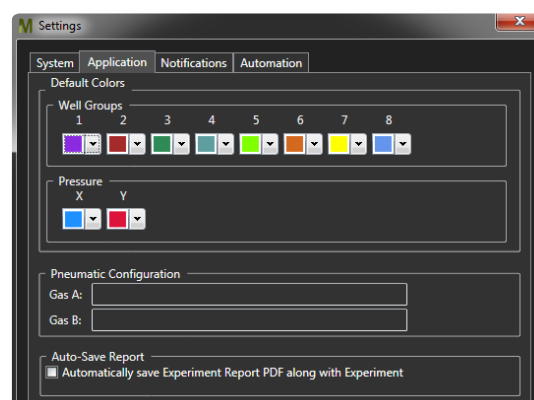 M Settings
x
System Application Notifications Automation
Default Colors
Well Groups
1 2 3 4 5 6 7 8
Pressure
X Y
Pneumatic Configuration
Gas A:
Gas B:
Auto-Save Report
Automatically save Experiment Report PDF along with Experiment